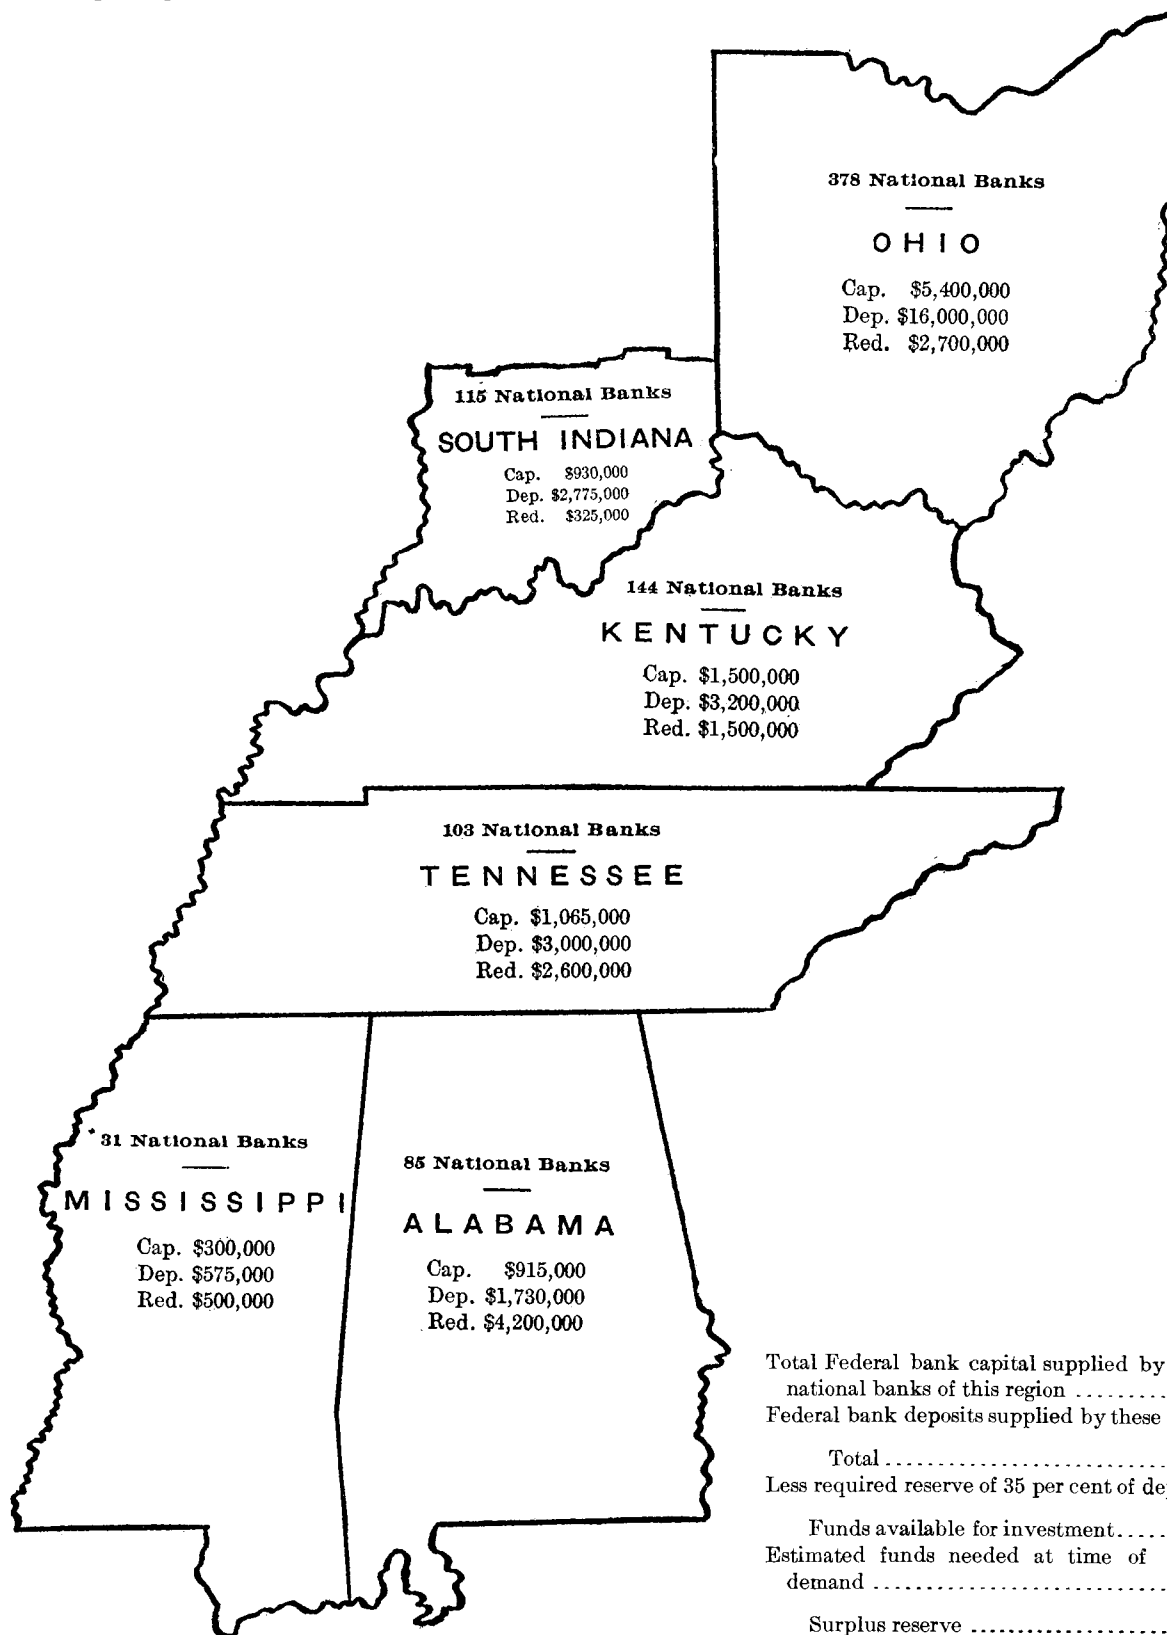 378 National Banks
OHIO
Cap. $5,400,000
Dep. $16,000,000
Red. $2,700,000
115 National Banks
SOUTH INDIANA
Cap. $930,000
Dep. $2,775,000
Red. $325,000
144 National Banks
KENTUCKY
Cap. $1,500,000
Dep. $3,200,000
Red. $1,500,000
103 National Banks
TENNESSEE
Cap. $1,065,000
Dep. $3,000,000
Red. $2,600,000
31 National Banks
MISSISSIPPI
Cap. $300,000
Dep. $575,000
Red. $500,000
85 National Banks
ALABAMA
Cap. $915,000
Dep. $1,730,000
Red. $4,200,000
Total Federal bank capital supplied by
national banks of this region ..........
Federal bank deposits supplied by these
Total ..............................
Less required reserve of 35 per cent of
Funds available for investment.....
Estimated funds needed at time of
demand ..............................
Surplus reserve ....................